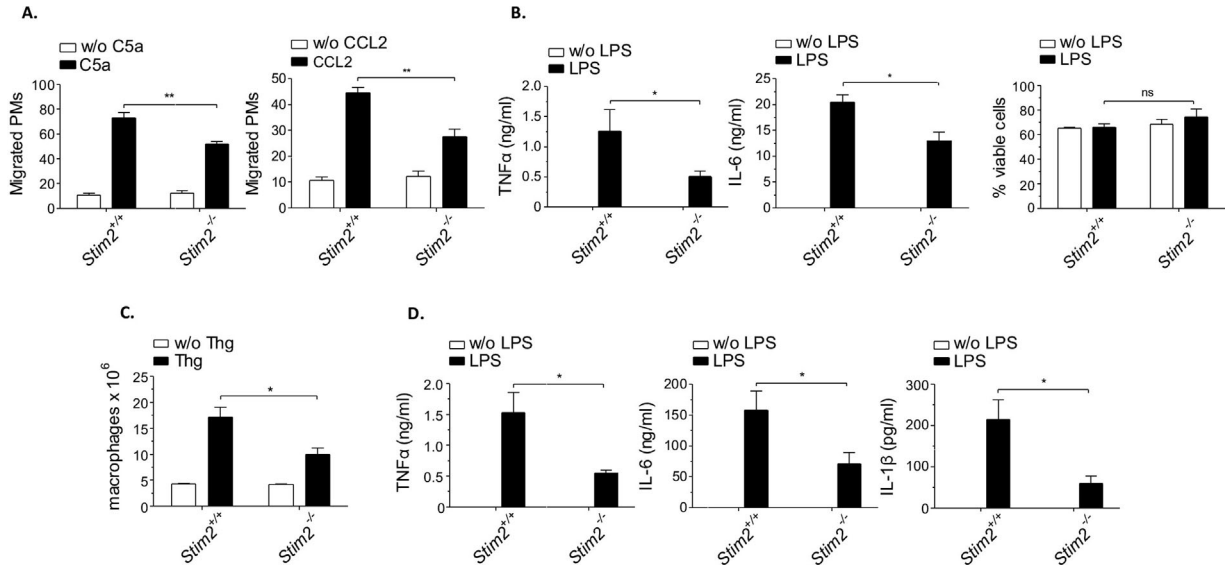 A.
w/o C5a
C5a
Migrated PMs
100
80
60
40
20
0
**
Stim2+/+
Stim2-/-
w/o CCL2
CCL2
Migrated PMs
50
40
30
20
10
0
**
Stim2+/+
Stim2-/-
B.
w/o LPS
LPS
TNFα (ng/ml)
2.0
1.5
1.0
0.5
0
*
Stim2+/+
Stim2-/-
w/o LPS
LPS
IL-6 (ng/ml)
25
20
15
10
5
0
*
Stim2+/+
Stim2-/-
w/o LPS
LPS
% viable cells
100
80
60
40
20
0
ns
Stim2+/+
Stim2-/-
C.
w/o Thg
Thg
macrophages x 10^6
25
20
15
10
5
0
*
Stim2+/+
Stim2-/-
D.
w/o LPS
LPS
TNFα (ng/ml)
2.0
1.5
1.0
0.5
0
*
Stim2+/+
Stim2-/-
w/o LPS
LPS
IL-6 (ng/ml)
200
150
100
75
50
25
0
*
Stim2+/+
Stim2-/-
w/o LPS
LPS
IL-1β (pg/ml)
300
200
100
0
*
Stim2+/+
Stim2-/-